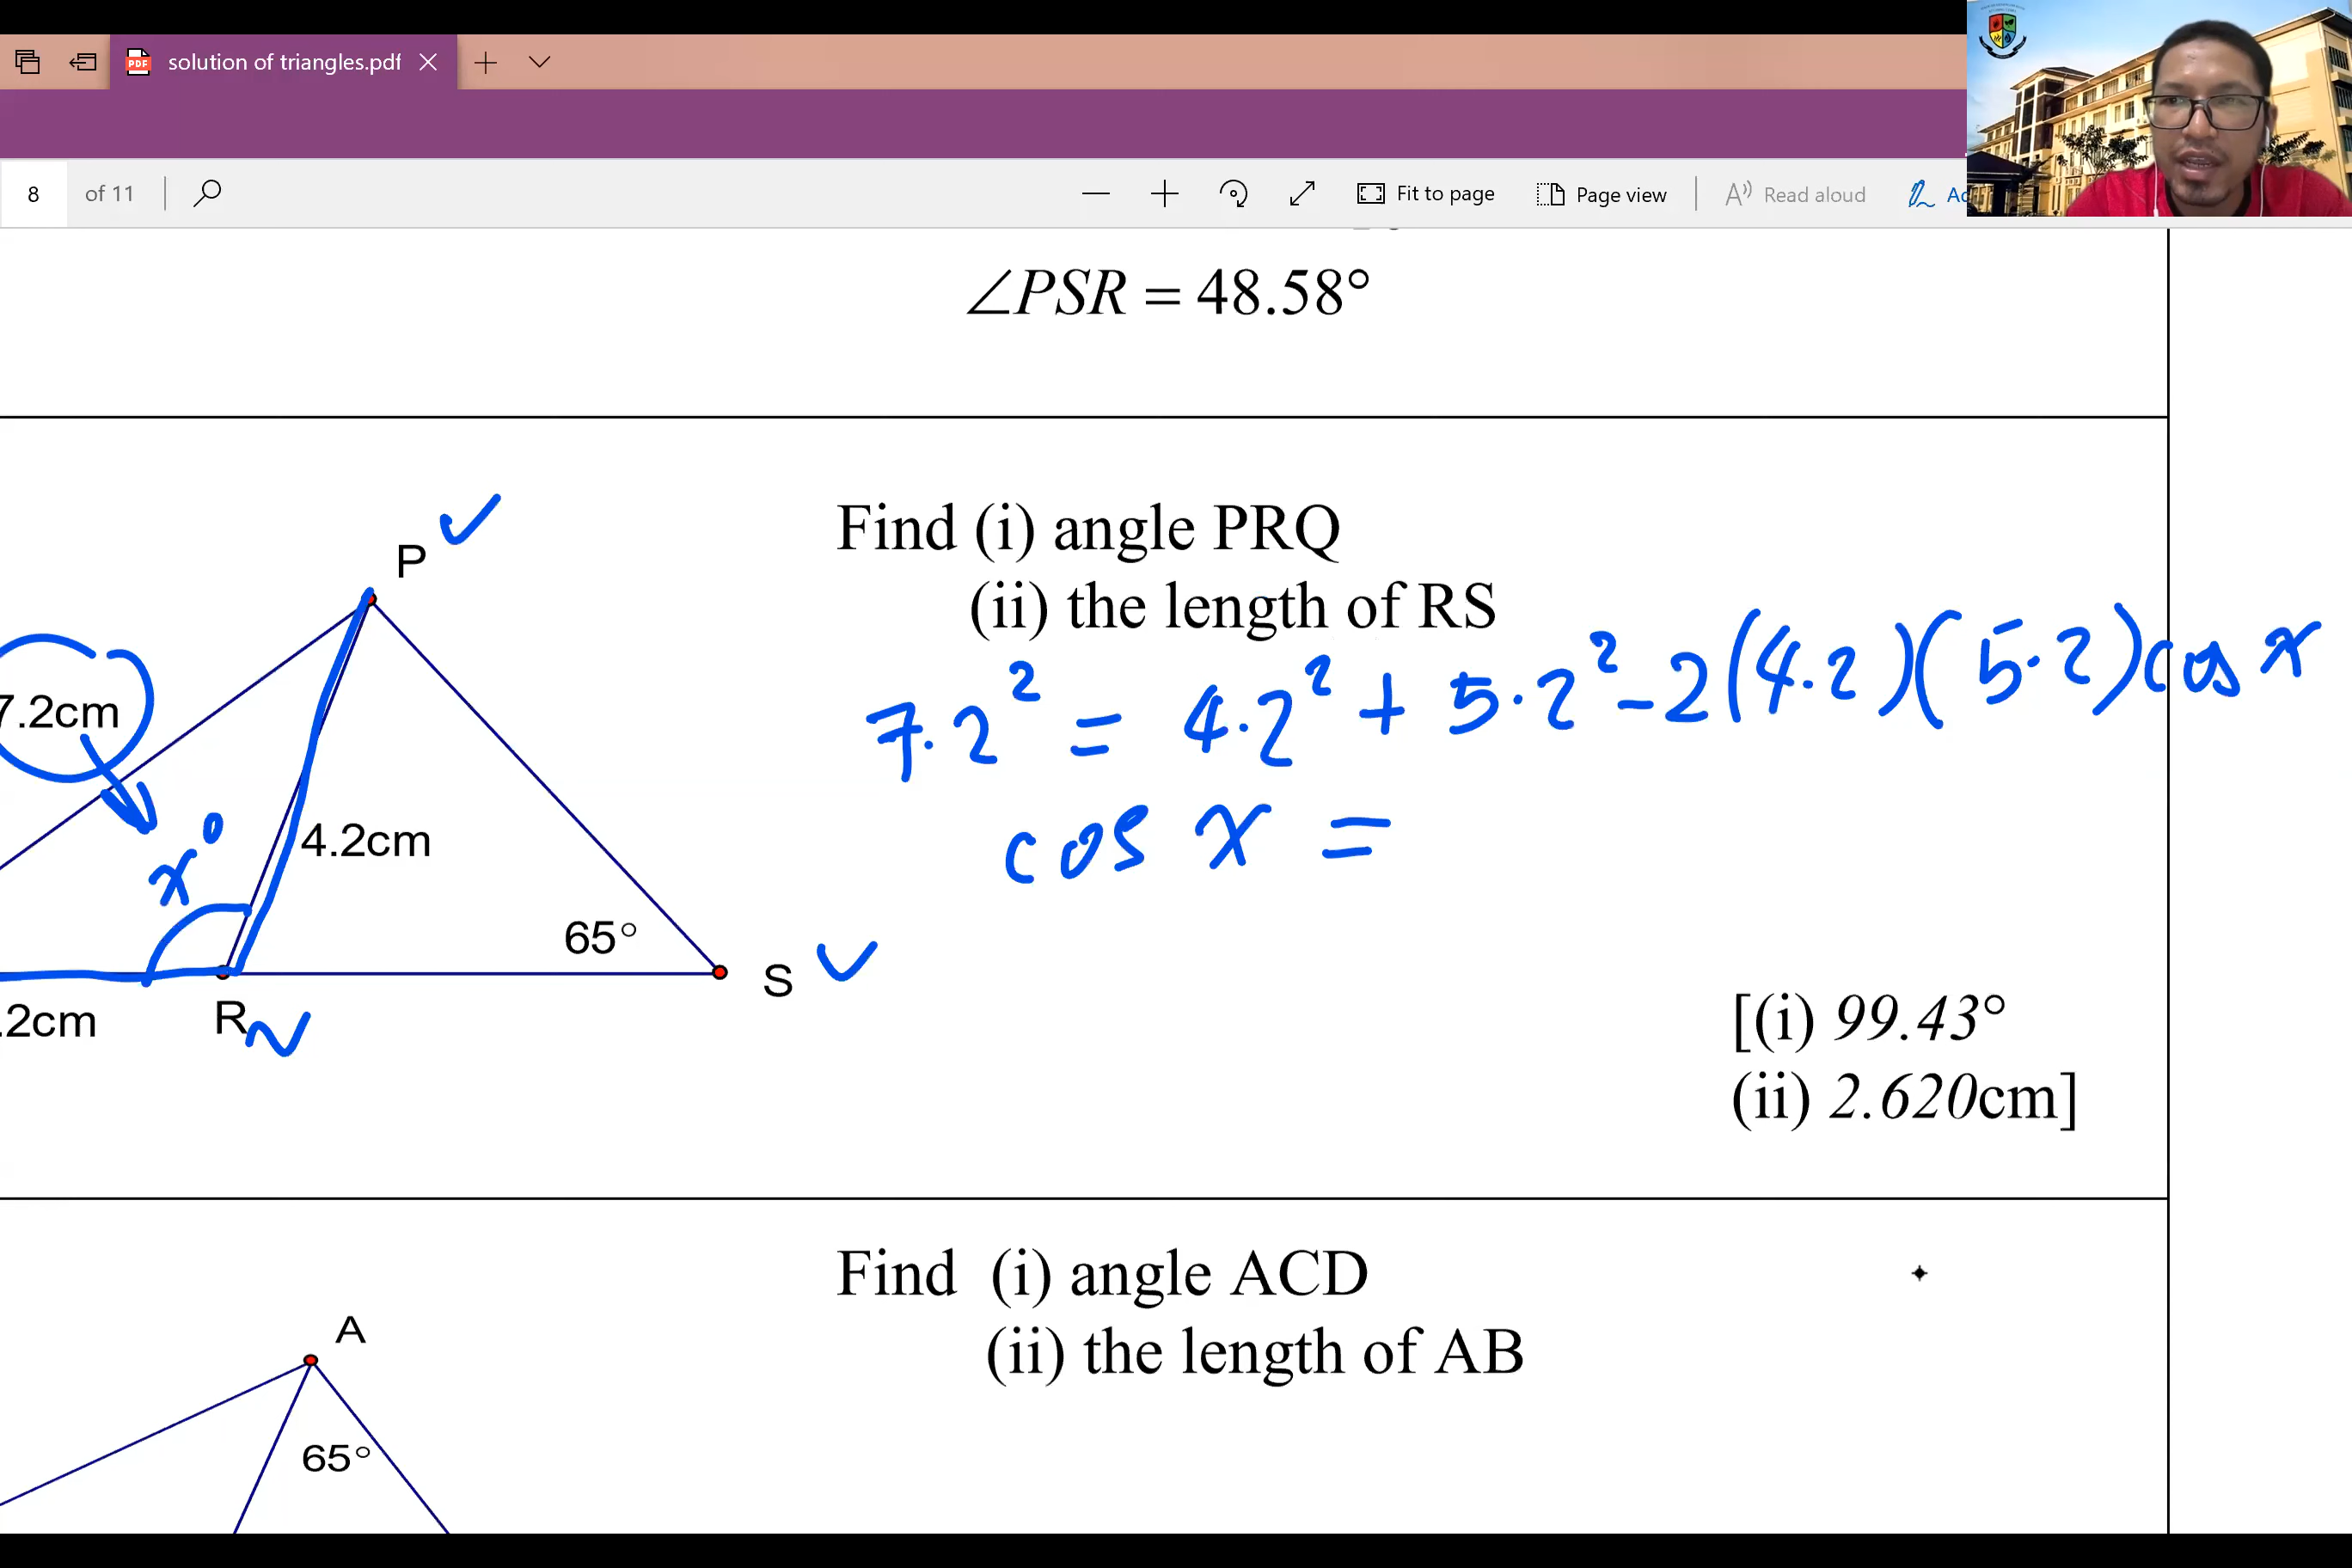 solution of triangles.pdf
8 of 11
Fit to page
Page view
Read aloud
∠PSR = 48.58°
P
7.2cm
x°
4.2cm
65°
S
R
.2cm
Find (i) angle PRQ
(ii) the length of RS
7.2² = 4.2² + 5.2² - 2(4.2)(5.2)cos x
cos x =
[(i) 99.43°
(ii) 2.620cm]
Find (i) angle ACD
(ii) the length of AB
A
65°